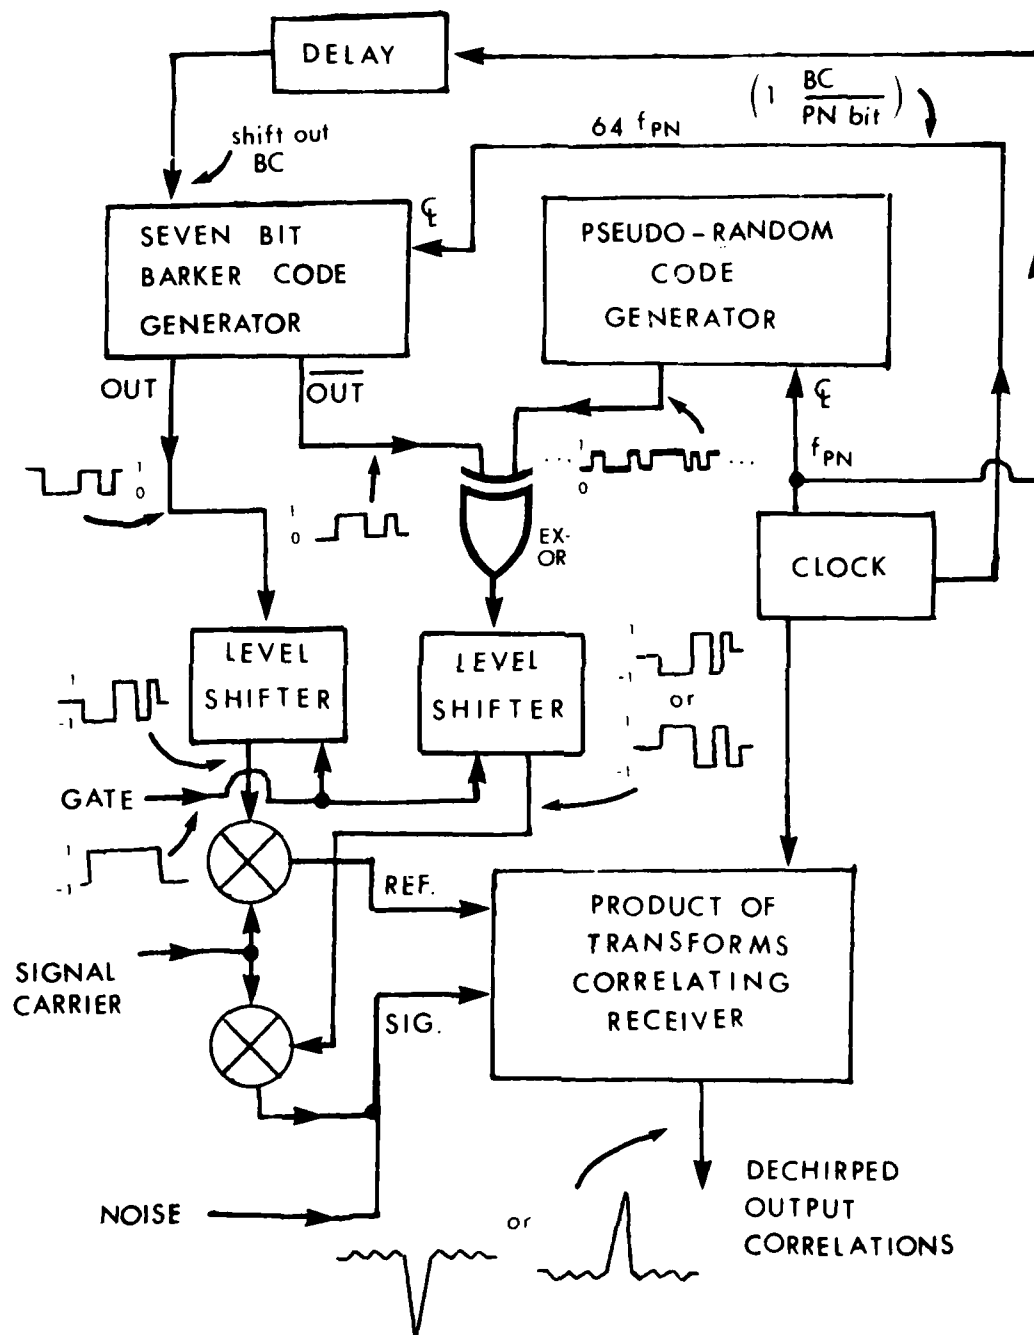 DELAY
(1 BC
PN bit)
64 fPN
shift out
BC
℄
SEVEN BIT
BARKER CODE
GENERATOR
PSEUDO-RANDOM
CODE
GENERATOR
OUT
OUT
℄
fPN
1
0
1
0
... 1
0 ...
EX-
OR
CLOCK
LEVEL
SHIFTER
LEVEL
SHIFTER
1
-1
or
1
-1
1
-1
GATE
1
-1
REF.
PRODUCT OF
TRANSFORMS
CORRELATING
RECEIVER
SIGNAL
CARRIER
SIG.
NOISE
or
DECHIRPED
OUTPUT
CORRELATIONS